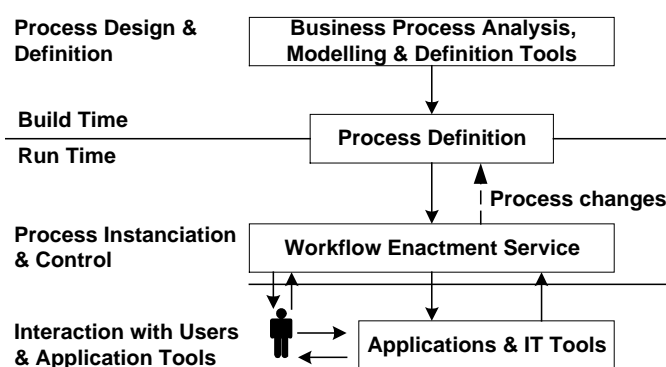 Process Design &
Definition
Business Process Analysis,
Modelling & Definition Tools
Build Time
Process Definition
Run Time
Process changes
Process Instanciation
& Control
Workflow Enactment Service
Interaction with Users
& Application Tools
Applications & IT Tools